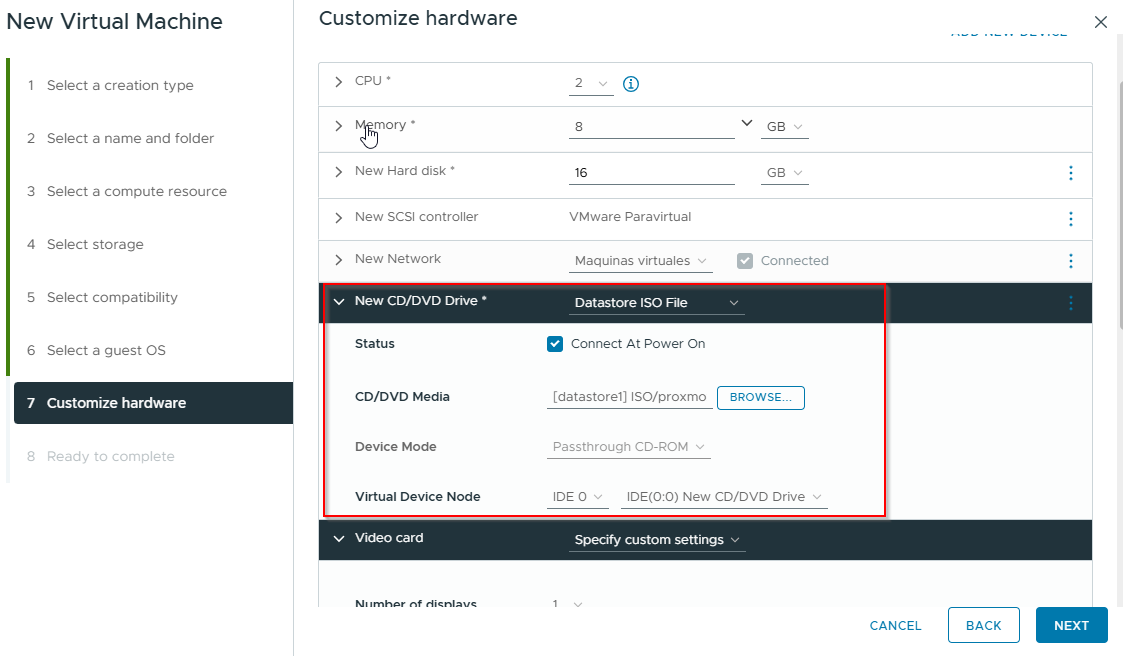 New Virtual Machine
1 Select a creation type
2 Select a name and folder
3 Select a compute resource
4 Select storage
5 Select compatibility
6 Select a guest OS
7 Customize hardware
8 Ready to complete
Customize hardware
ADD NEW DEVICE
CPU * 2
Memory * 8 GB
New Hard disk * 16 GB
New SCSI controller VMware Paravirtual
New Network Maquinas virtuales Connected
New CD/DVD Drive * Datastore ISO File
Status Connect At Power On
CD/DVD Media [datastore1] ISO/proxmo BROWSE...
Device Mode Passthrough CD-ROM
Virtual Device Node IDE 0 IDE(0:0) New CD/DVD Drive
Video card Specify custom settings
Number of displays 1
CANCEL BACK NEXT